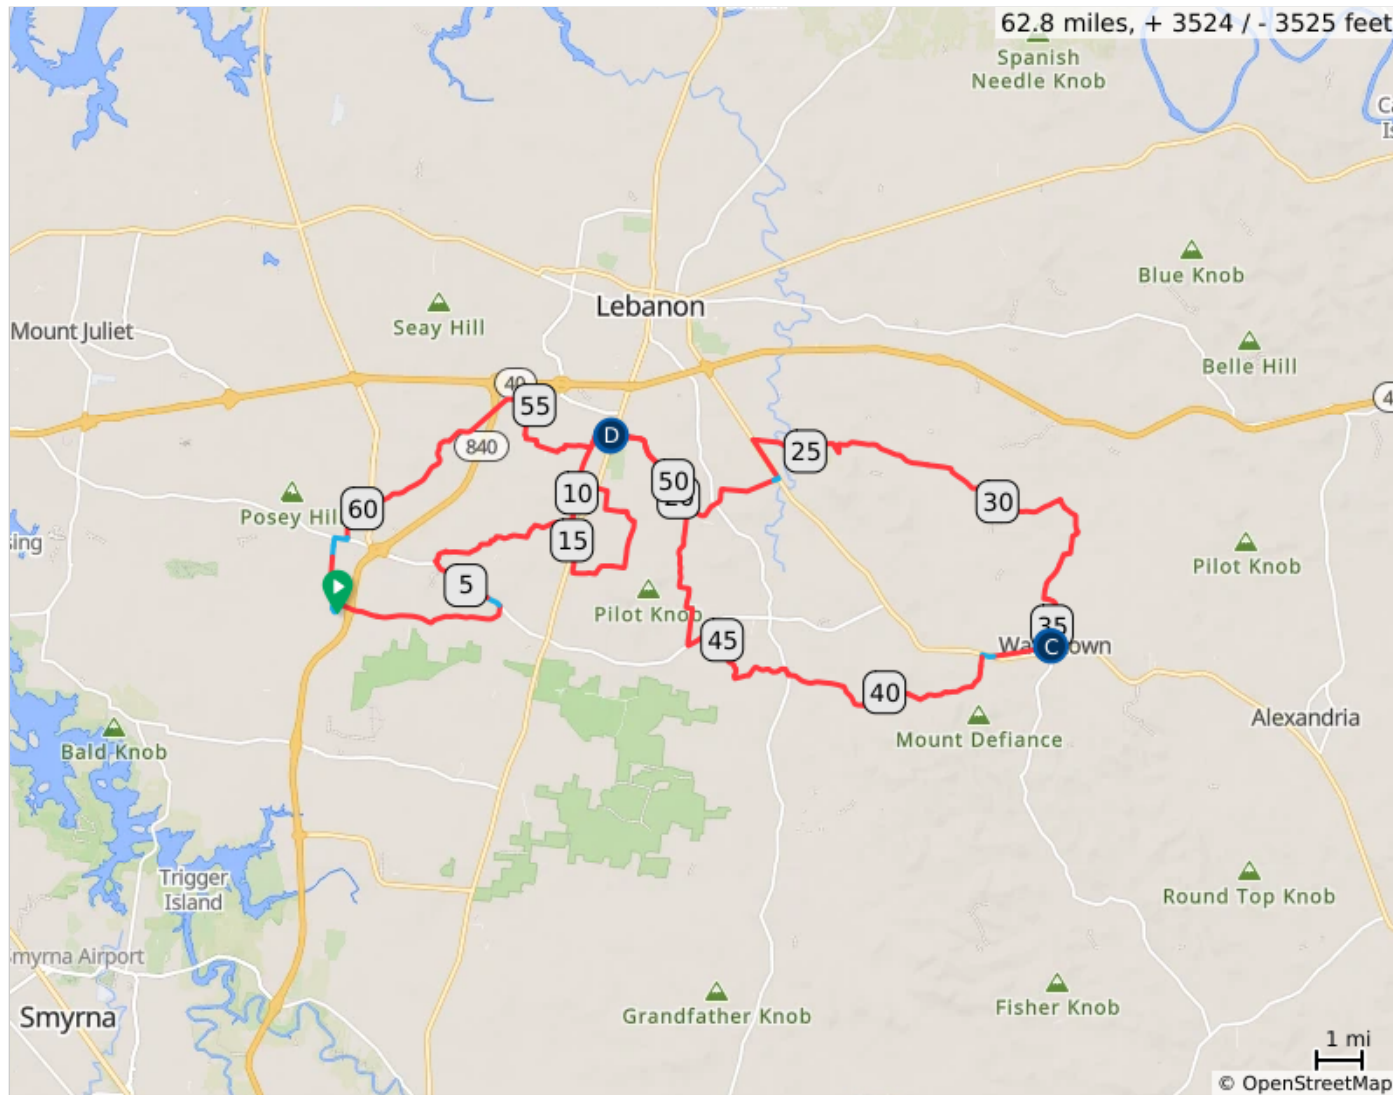 62.8 miles, + 3524 / - 3525 feet
Spanish
Needle Knob
Blue Knob
Lebanon
Seay Hill
Mount Juliet
Belle Hill
40
55
D
840
25
50
10
30
60
Posey Hil
15
Pilot Knob
5
Pilot Knob
35
45
C
40
Alexandria
Mount Defiance
Bald Knob
Trigger
Island
Round Top Knob
myrna Airport
Fisher Knob
Grandfather Knob
Smyrna
1 mi
© OpenStreetMap